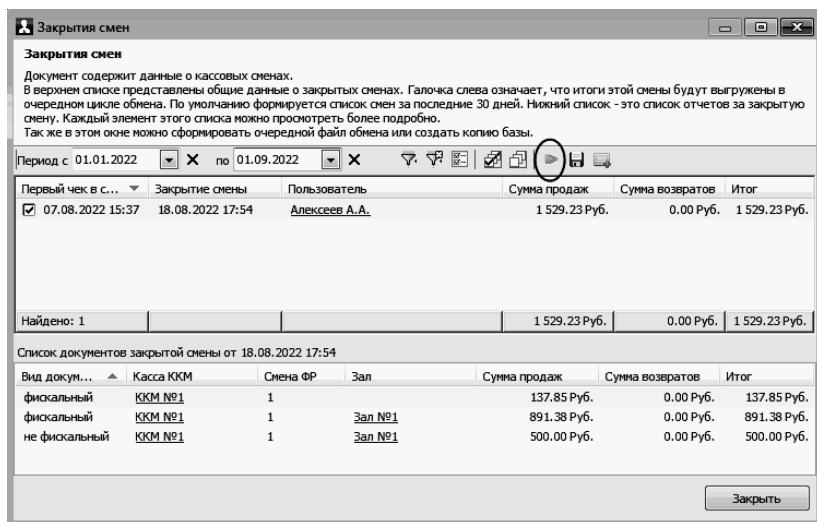 Закрытия смен
Закрытия смен
Документ содержит данные о кассовых сменах.
В верхнем списке представлены общие данные о закрытых сменах. Галочка слева означает, что итоги этой смены будут выгружены в
очередном цикле обмена. По умолчанию формируется список смен за последние 30 дней. Нижний список - это список отчетов за закрытую
смену. Каждый элемент этого списка можно просмотреть более подробно.
Так же в этом окне можно сформировать очередной файл обмена или создать копию базы.
Период с 01.01.2022 по 01.09.2022
Первый чек в с... Закрытие смены Пользователь Сумма продаж Сумма возвратов Итог
07.08.2022 15:37 18.08.2022 17:54 Алексеев А.А. 1 529.23 Руб. 0.00 Руб. 1 529.23 Руб.
Найдено: 1 1 529.23 Руб. 0.00 Руб. 1 529.23 Руб.
Список документов закрытой смены от 18.08.2022 17:54
Вид докум... Касса ККМ Смена ФР Зал Сумма продаж Сумма возвратов Итог
фискальный ККМ №1 1 137.85 Руб. 0.00 Руб. 137.85 Руб.
фискальный ККМ №1 1 Зал №1 891.38 Руб. 0.00 Руб. 891.38 Руб.
не фискальный ККМ №1 1 Зал №1 500.00 Руб. 0.00 Руб. 500.00 Руб.
Закрыть